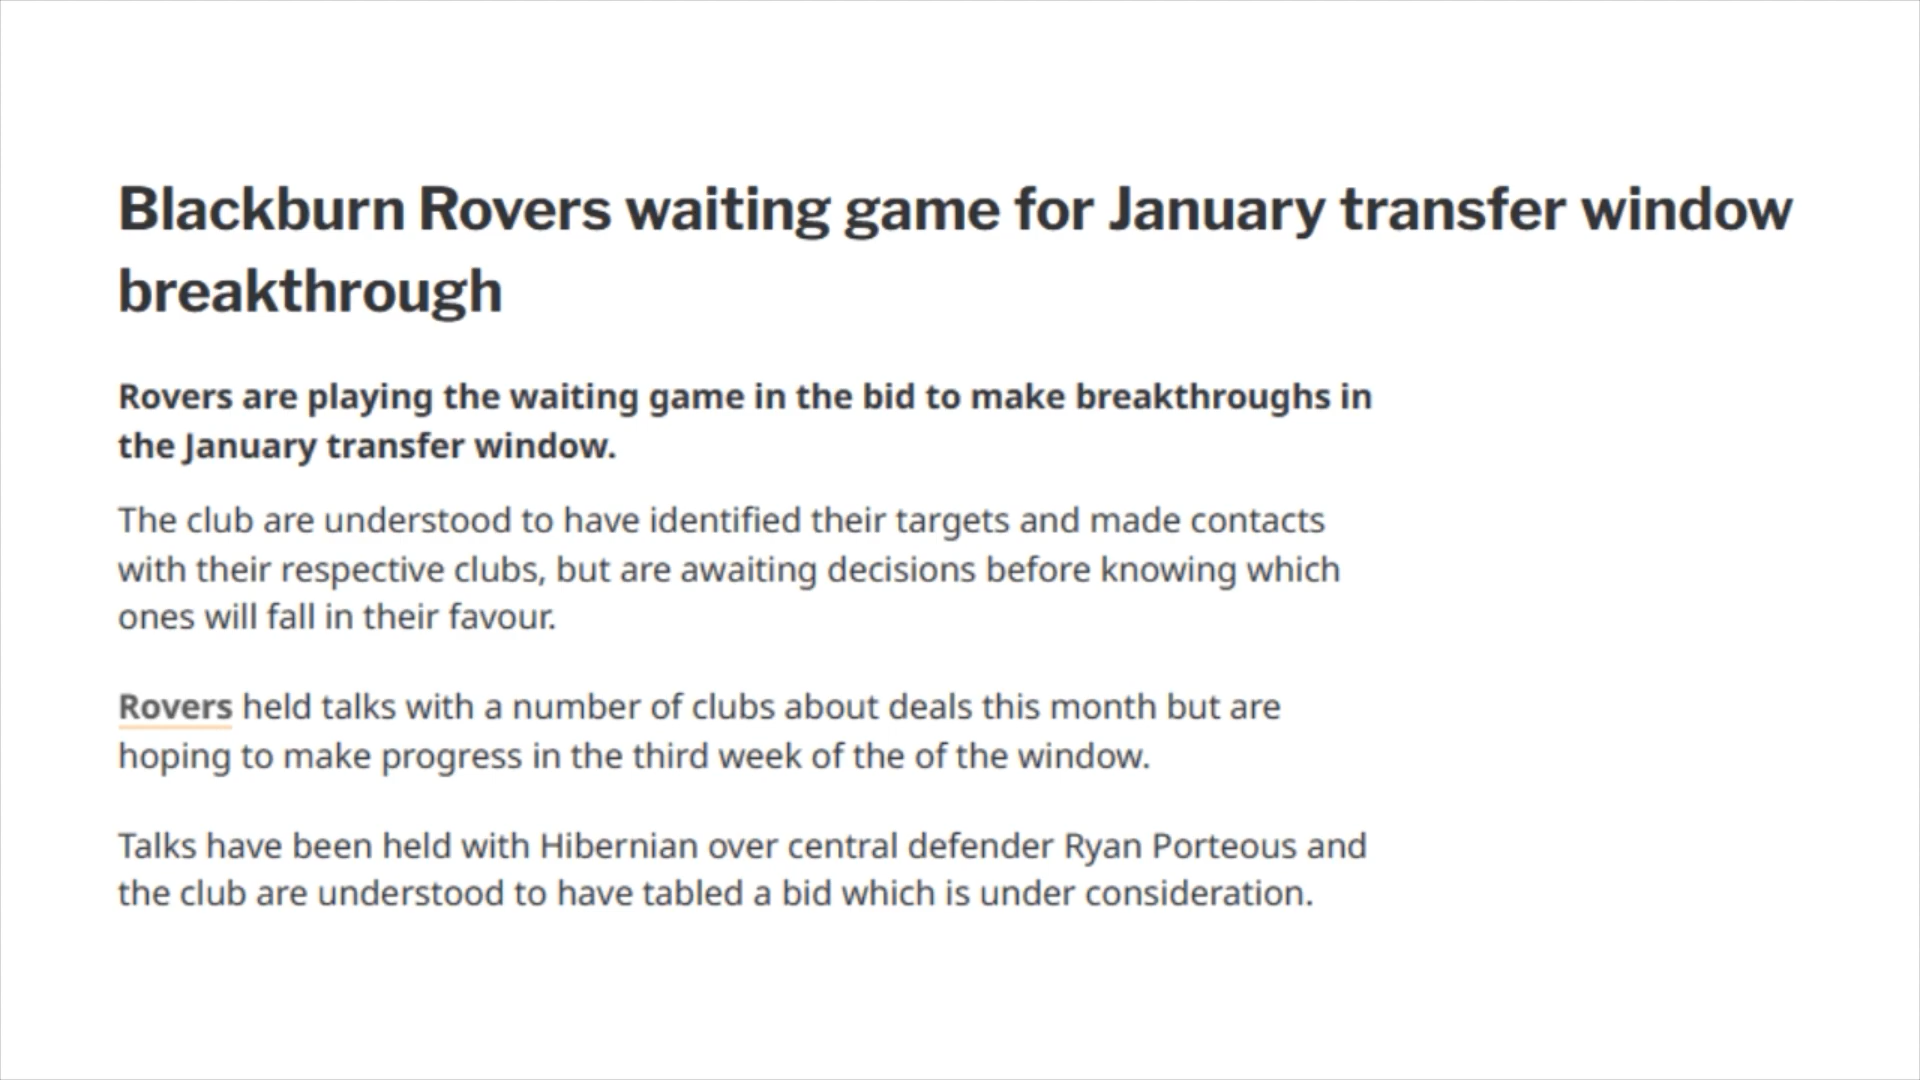 Blackburn Rovers waiting game for January transfer window
breakthrough
Rovers are playing the waiting game in the bid to make breakthroughs in
the January transfer window.
The club are understood to have identified their targets and made contacts
with their respective clubs, but are awaiting decisions before knowing which
ones will fall in their favour.
Rovers held talks with a number of clubs about deals this month but are
hoping to make progress in the third week of the of the window.
Talks have been held with Hibernian over central defender Ryan Porteous and
the club are understood to have tabled a bid which is under consideration.